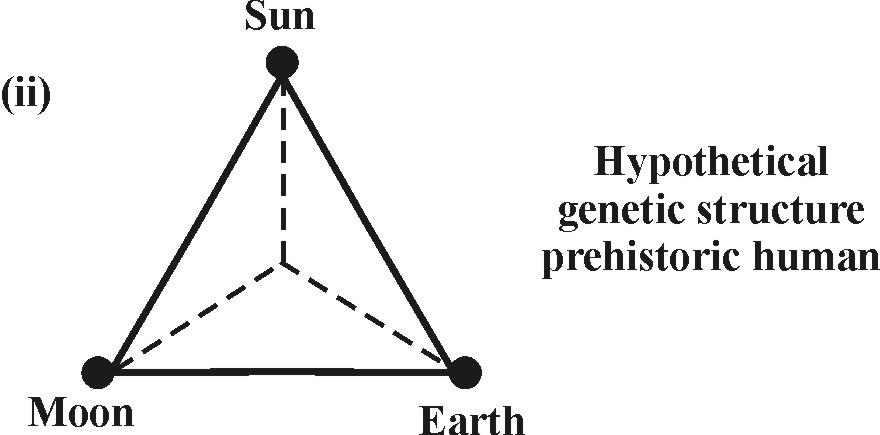 Sun
(ii)
Hypothetical
genetic structure
prehistoric human
Moon
Earth